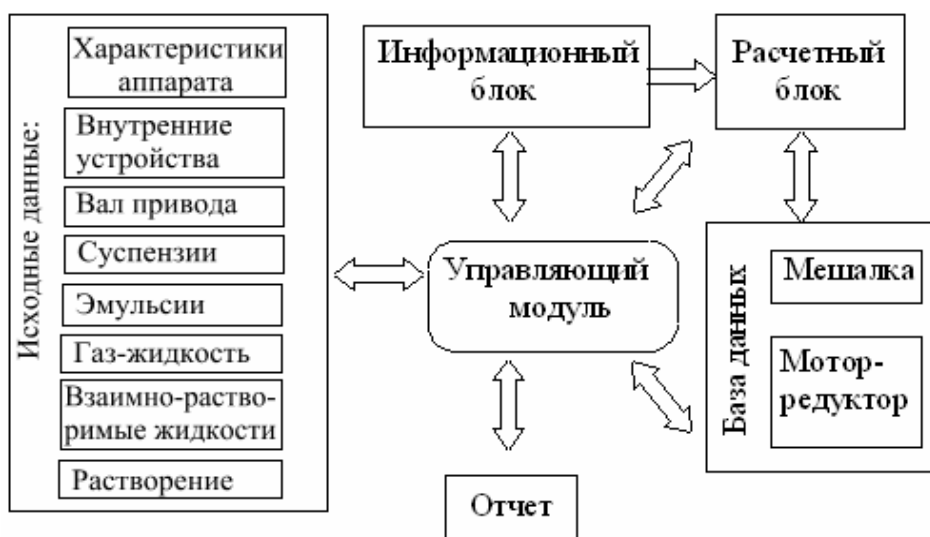 Исходные данные:
Характеристики
аппарата
Внутренние
устройства
Вал привода
Суспензии
Эмульсии
Газ-жидкость
Взаимно-раство-
римые жидкости
Растворение
Информационный
блок
Расчетный
блок
Управляющий
модуль
База данных
Мешалка
Мотор-
редуктор
Отчет